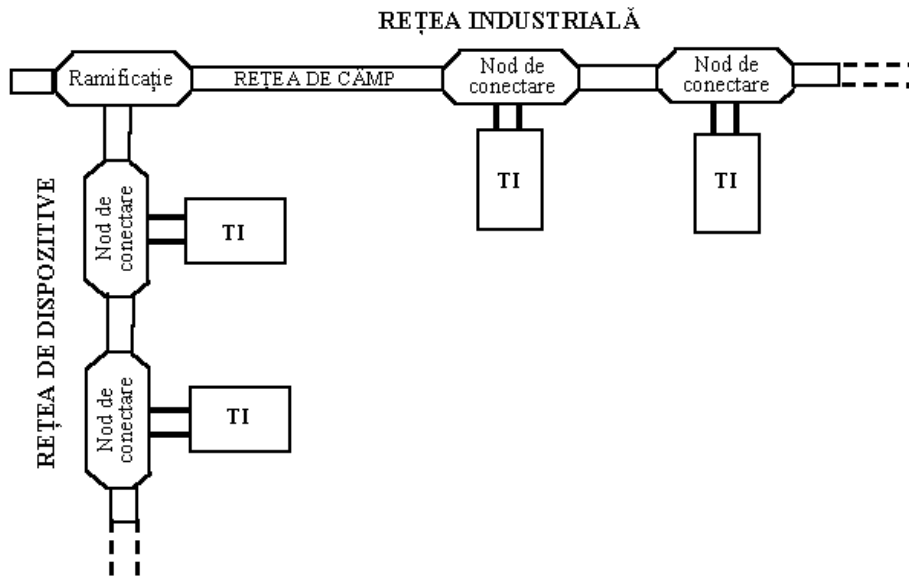 REȚEA INDUSTRIALĂ
Ramificație
REȚEA DE CÂMP
Nod de
conectare
Nod de
conectare
TI
TI
REȚEA DE DISPOZITIVE
Nod de
conectare
TI
Nod de
conectare
TI